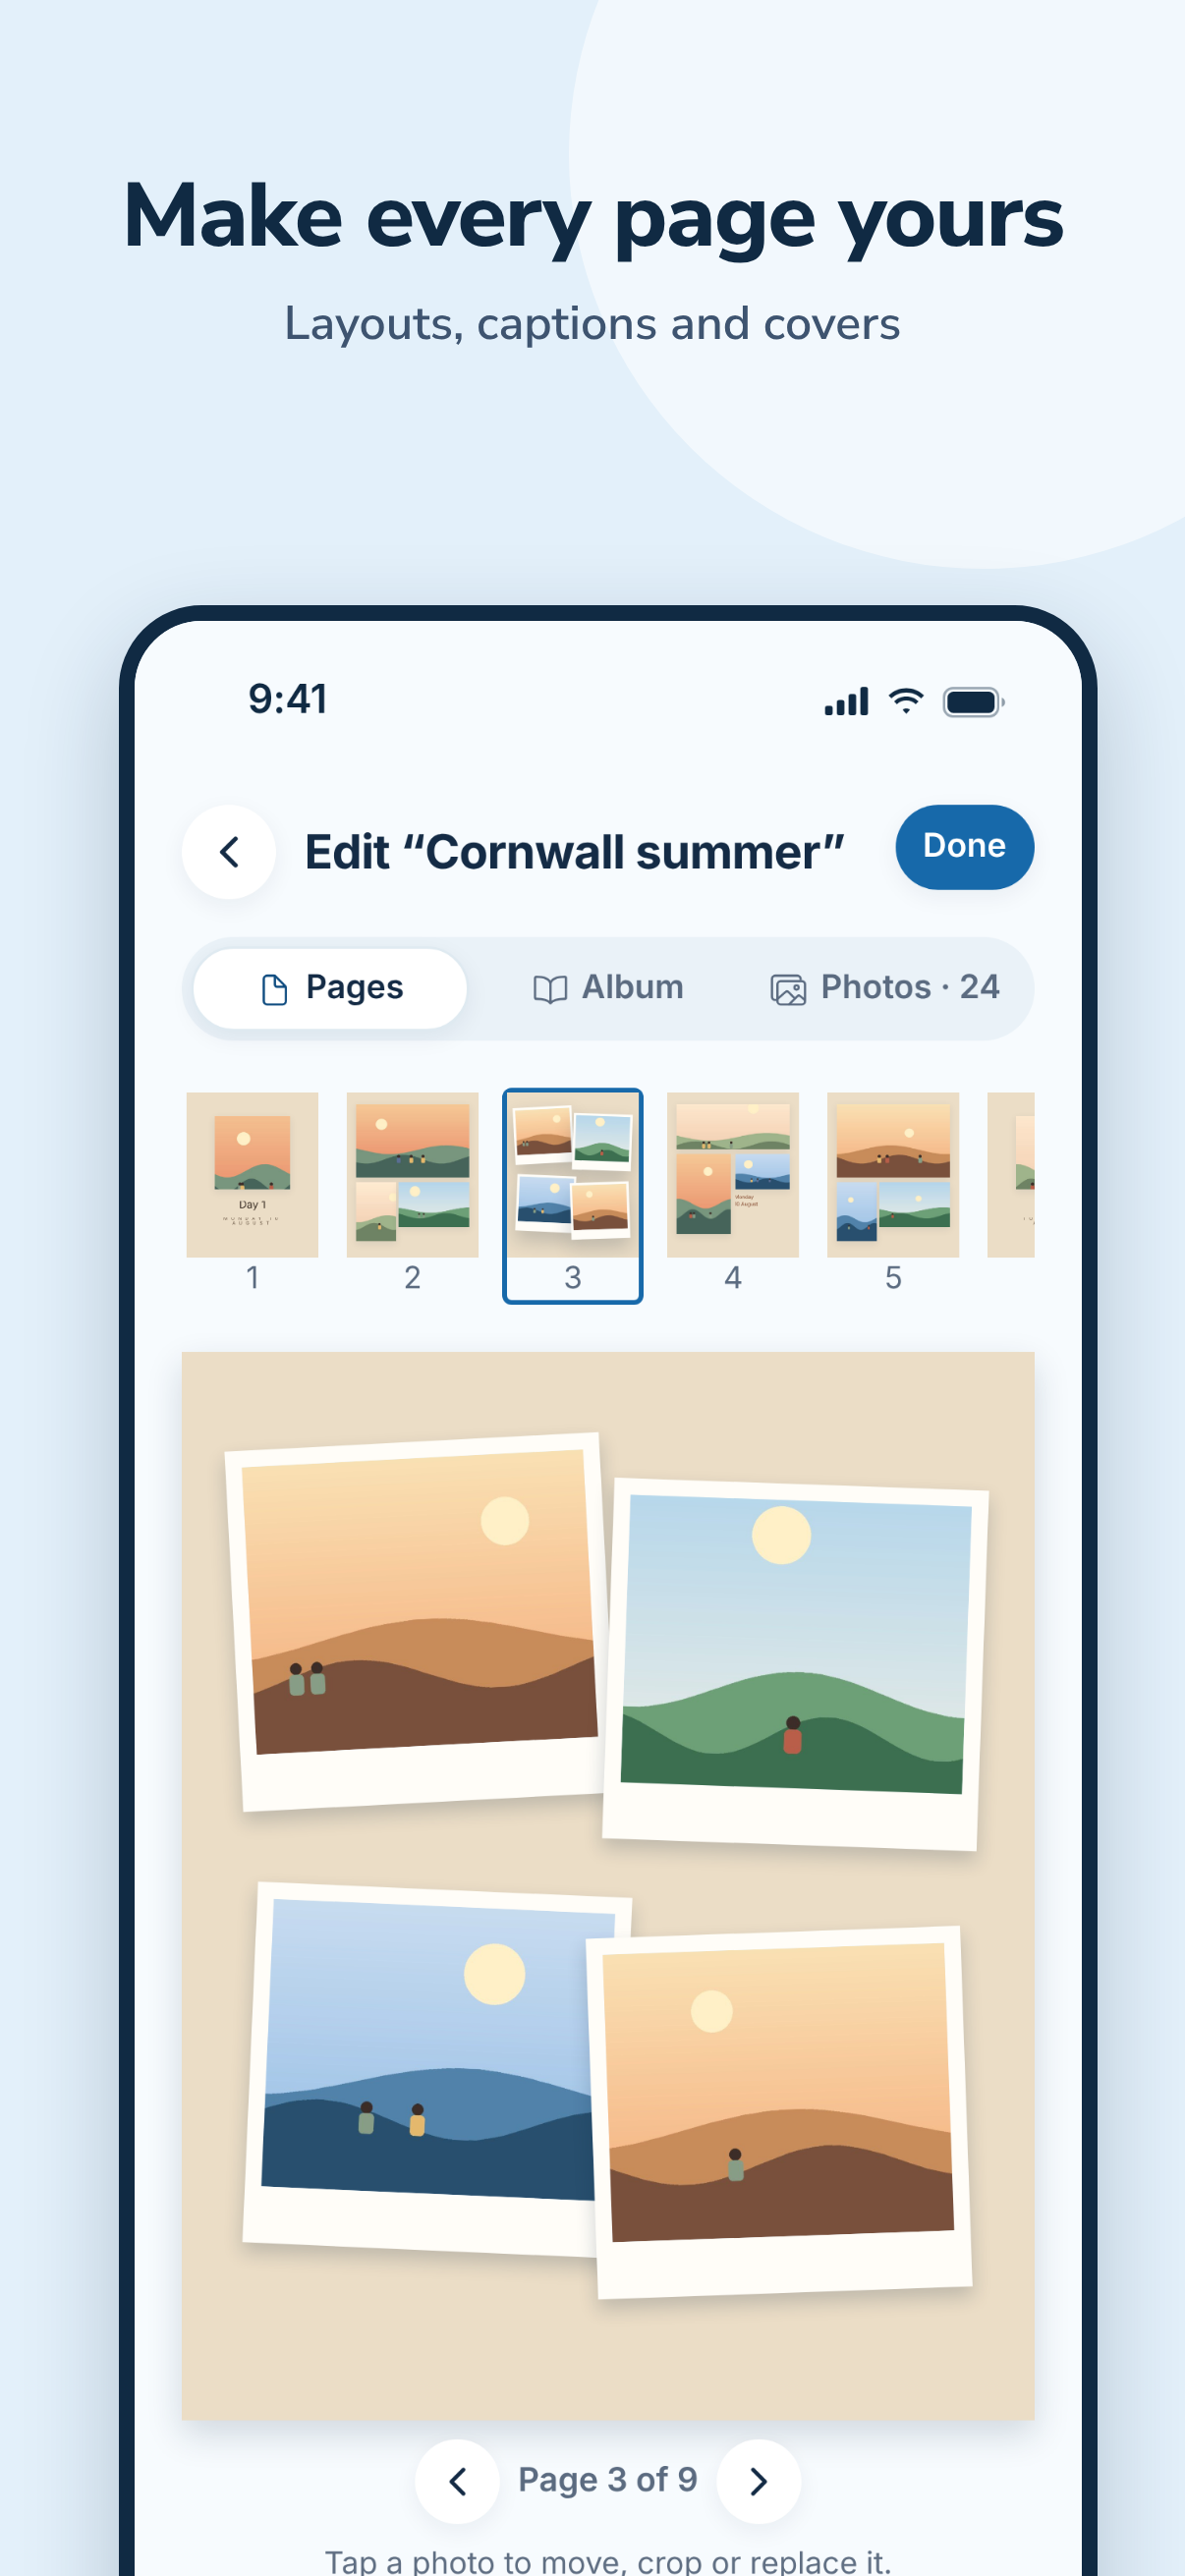 Make every page yours
Layouts, captions and covers
9:41
Edit “Cornwall summer”
Done
Pages
Album
Photos · 24
Day 1
Monday
1
2
3
4
5
Page 3 of 9
Tap a photo to move, crop or replace it.